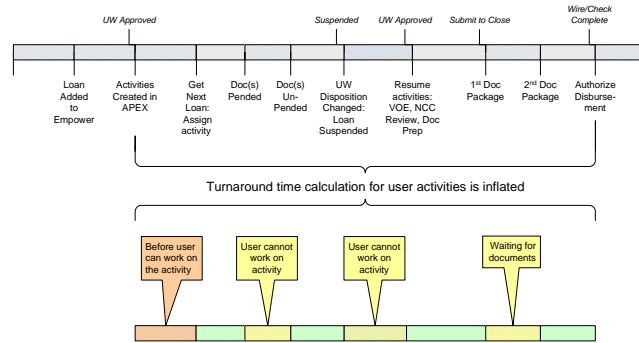 UW Approved
Suspended
UW Approved
Submit to Close
Wire/Check
Complete
Loan
Added
to
Empower
Activities
Created in
APEX
Get
Next
Loan:
Assign
activity
Doc(s)
Pended
Doc(s)
Un-
Pended
UW
Disposition
Changed:
Loan
Suspended
Resume
activities:
VOE, NCC
Review, Doc
Prep
1st Doc
Package
2nd Doc
Package
Authorize
Disburse-
ment
Turnaround time calculation for user activities is inflated
Before user
can work on
the activity
User cannot
work on
activity
User cannot
work on
activity
Waiting for
documents